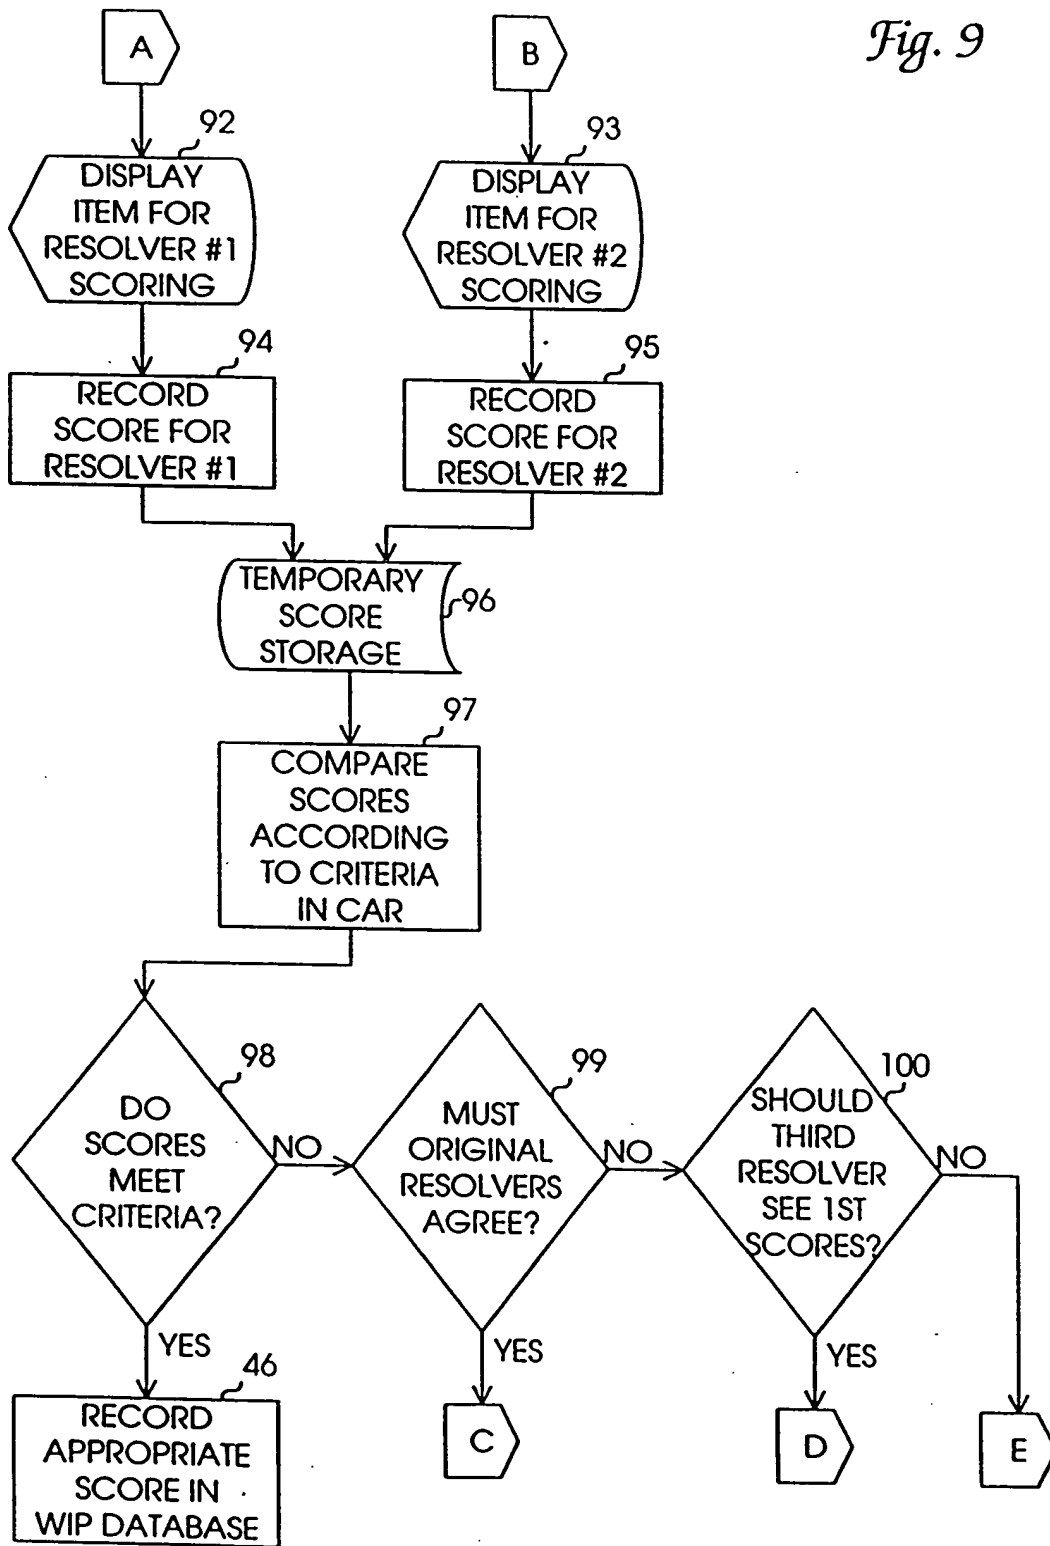 Fig. 9
A
B
92
DISPLAY
ITEM FOR
RESOLVER #1
SCORING
93
DISPLAY
ITEM FOR
RESOLVER #2
SCORING
94
RECORD
SCORE FOR
RESOLVER #1
95
RECORD
SCORE FOR
RESOLVER #2
TEMPORARY
SCORE
STORAGE
96
97
COMPARE
SCORES
ACCORDING
TO CRITERIA
IN CAR
98
DO
SCORES
MEET
CRITERIA?
NO
YES
99
MUST
ORIGINAL
RESOLVERS
AGREE?
NO
YES
100
SHOULD
THIRD
RESOLVER
SEE 1ST
SCORES?
NO
YES
46
RECORD
APPROPRIATE
SCORE IN
WIP DATABASE
C
D
E